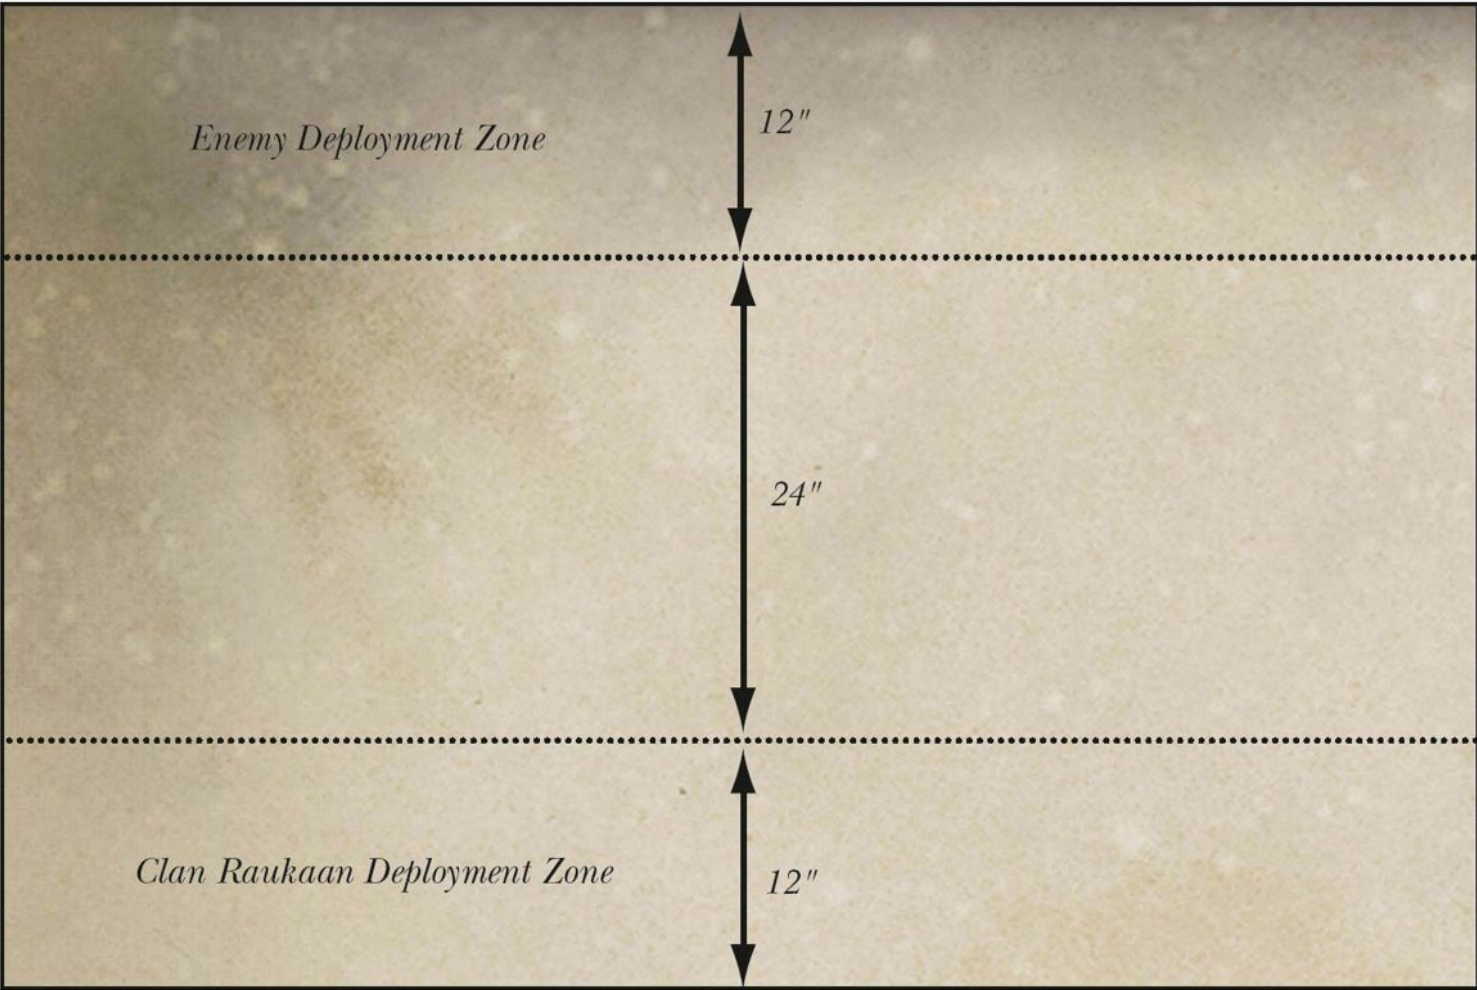 Enemy Deployment Zone
12"
24"
Clan Raukaan Deployment Zone
12"